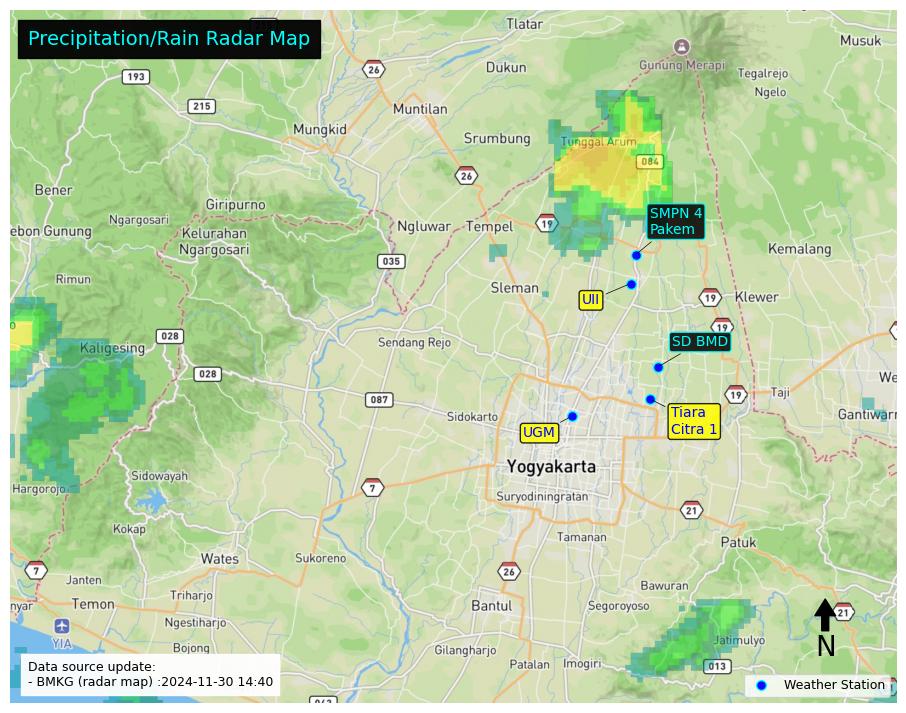 Precipitation/Rain Radar Map
Tlatar
Musuk
26
Gunung Merapi
Dukun
Tegalrejo
193
Ngelo
215
Muntilan
Mungkid
Srumbung
Tunggal Arum
084
26
Bener
Giripurno
Ngargosari
SMPN 4
Pakem
ebon Gunung
Kelurahan
Ngargosari
Ngluwar
Tempel
19
Kemalang
035
Rimun
Sleman
UII
19
Klewer
028
19
Kaligesing
Sendang Rejo
SD BMD
028
We
087
19
Taji
Sidokarto
Tiara
Citra 1
Gantiwarn
UGM
Yogyakarta
Sidowayah
Hargorojo
7
Suryodiningratan
21
Kokap
Tamanan
Patuk
Wates
Sukoreno
7
26
Janten
Bawuran
Triharjo
nyar
Temon
Bantul
Segoroyoso
21
Ngestiharjo
YIA
Jatimulyo
N
Bojong
Gilangharjo
Patalan
Imogiri
013
Data source update:
- BMKG (radar map) :2024-11-30 14:40
Weather Station